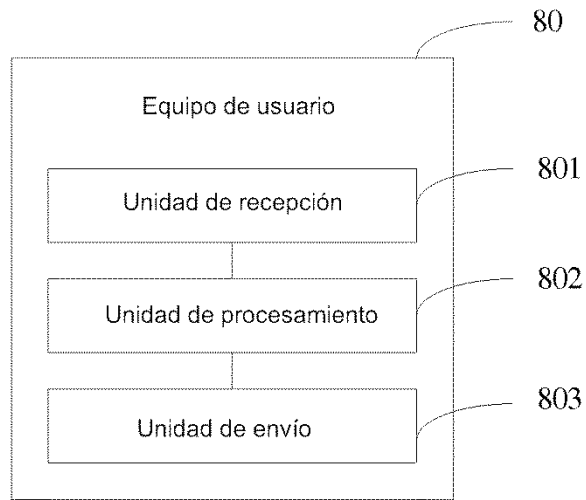 80
Equipo de usuario
801
Unidad de recepción
802
Unidad de procesamiento
803
Unidad de envío